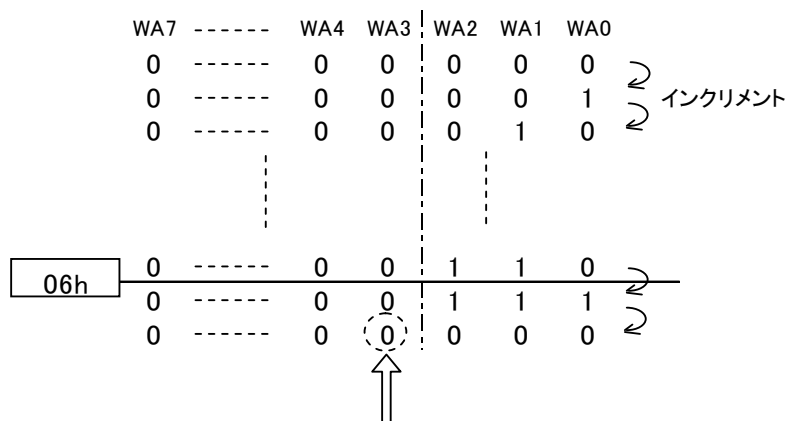 WA7 ------ WA4 WA3 WA2 WA1 WA0
0 ------ 0 0 0 0 0
0 ------ 0 0 0 0 1 インクリメント
0 ------ 0 0 0 1 0
06h 0 ------ 0 0 1 1 0
0 ------ 0 0 1 1 1
0 ------ 0 0 0 0 0